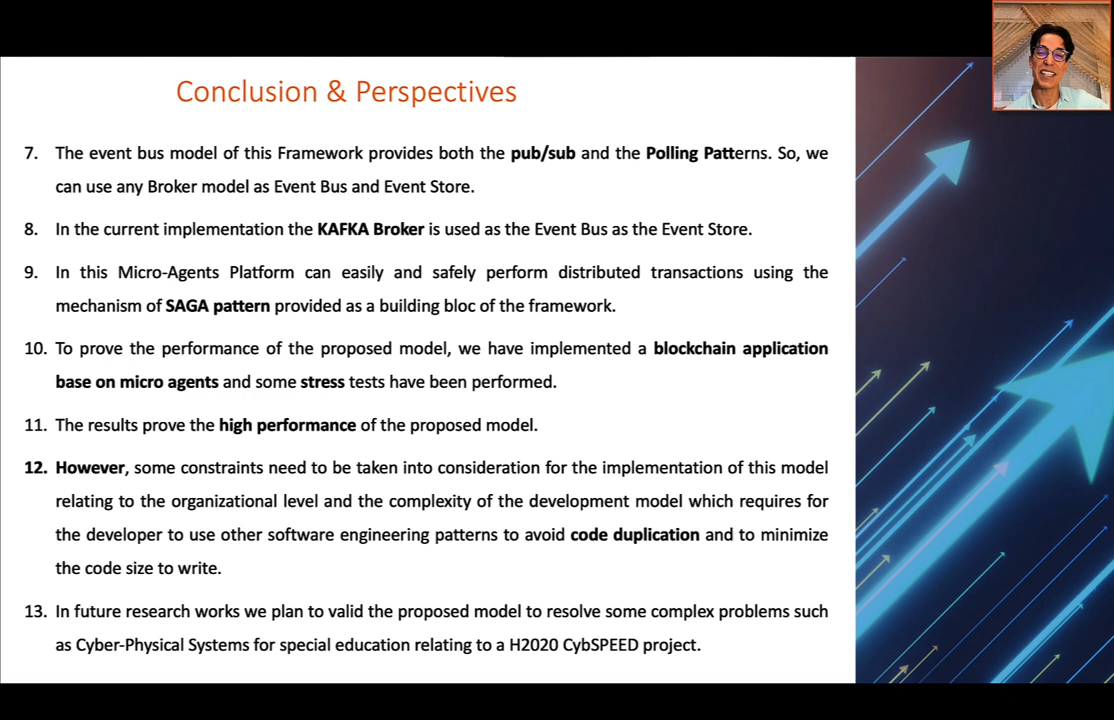 Conclusion & Perspectives
7. The event bus model of this Framework provides both the pub/sub and the Polling Patterns. So, we
can use any Broker model as Event Bus and Event Store.
8. In the current implementation the KAFKA Broker is used as the Event Bus as the Event Store.
9. In this Micro-Agents Platform can easily and safely perform distributed transactions using the
mechanism of SAGA pattern provided as a building bloc of the framework.
10. To prove the performance of the proposed model, we have implemented a blockchain application
base on micro agents and some stress tests have been performed.
11. The results prove the high performance of the proposed model.
12. However, some constraints need to be taken into consideration for the implementation of this model
relating to the organizational level and the complexity of the development model which requires for
the developer to use other software engineering patterns to avoid code duplication and to minimize
the code size to write.
13. In future research works we plan to valid the proposed model to resolve some complex problems such
as Cyber-Physical Systems for special education relating to a H2020 CybSPEED project.